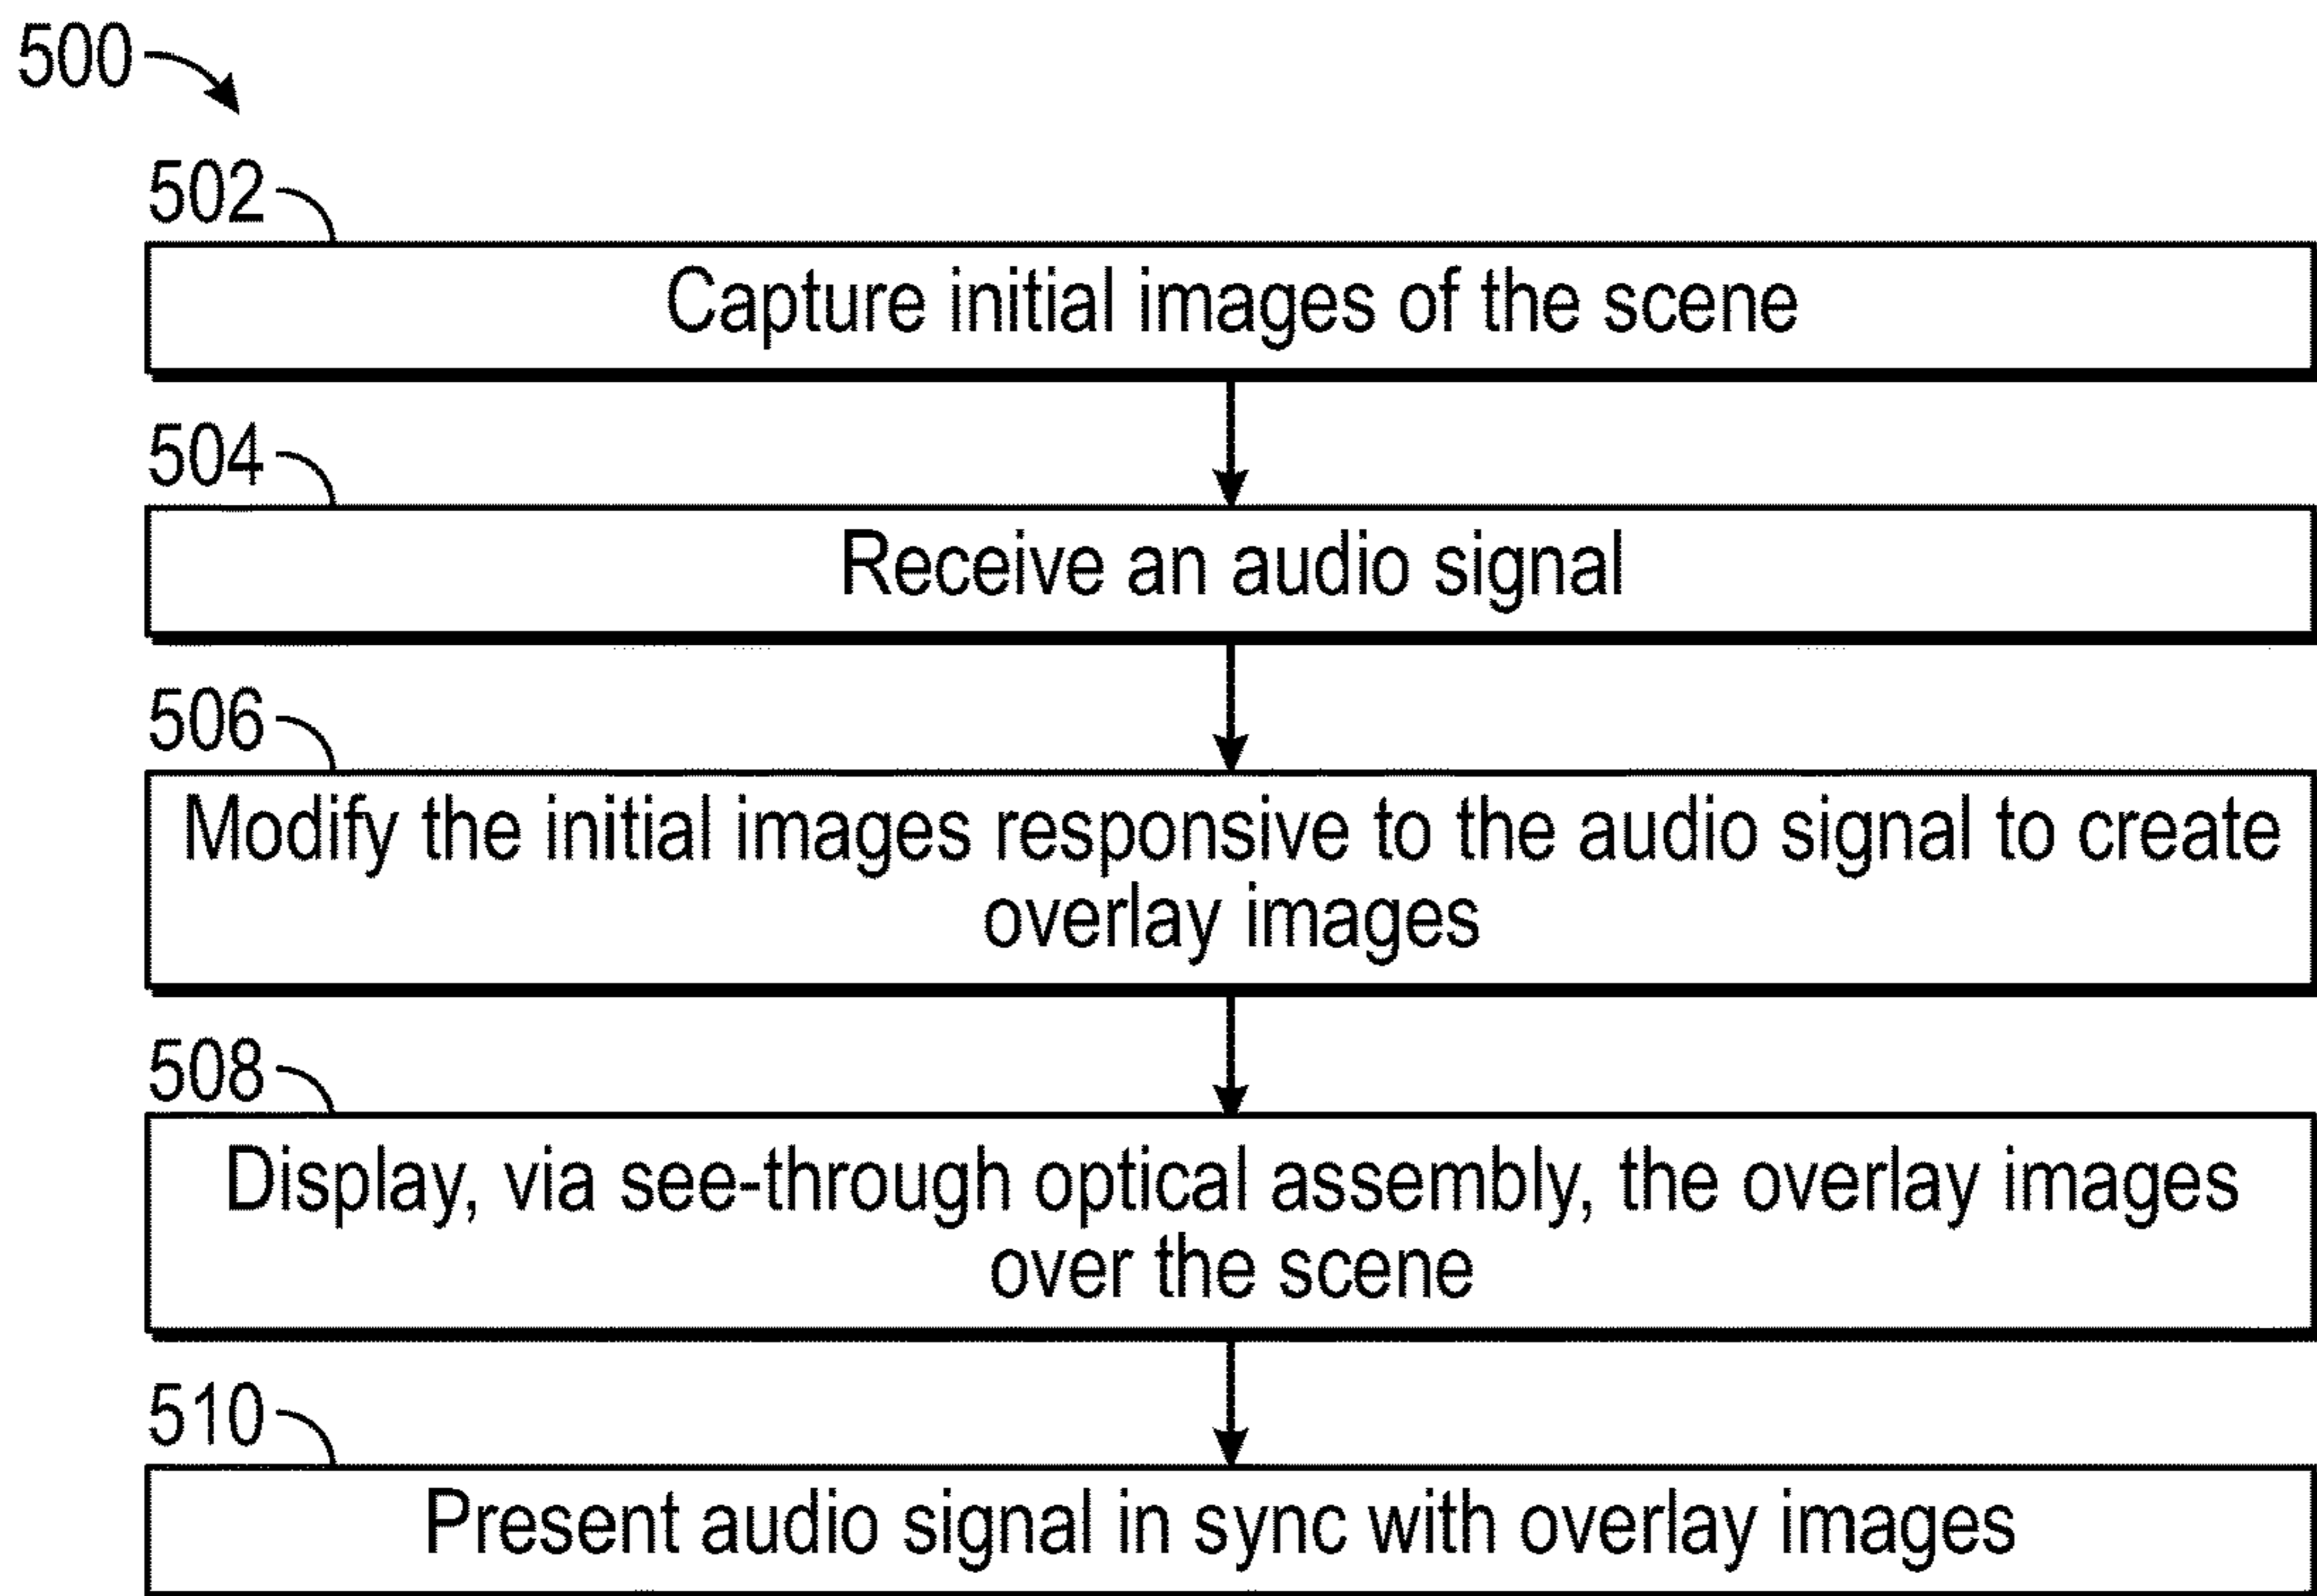 500
502
Capture initial images of the scene
504
Receive an audio signal
506
Modify the initial images responsive to the audio signal to create
overlay images
508
Display, via see-through optical assembly, the overlay images
over the scene
510
Present audio signal in sync with overlay images